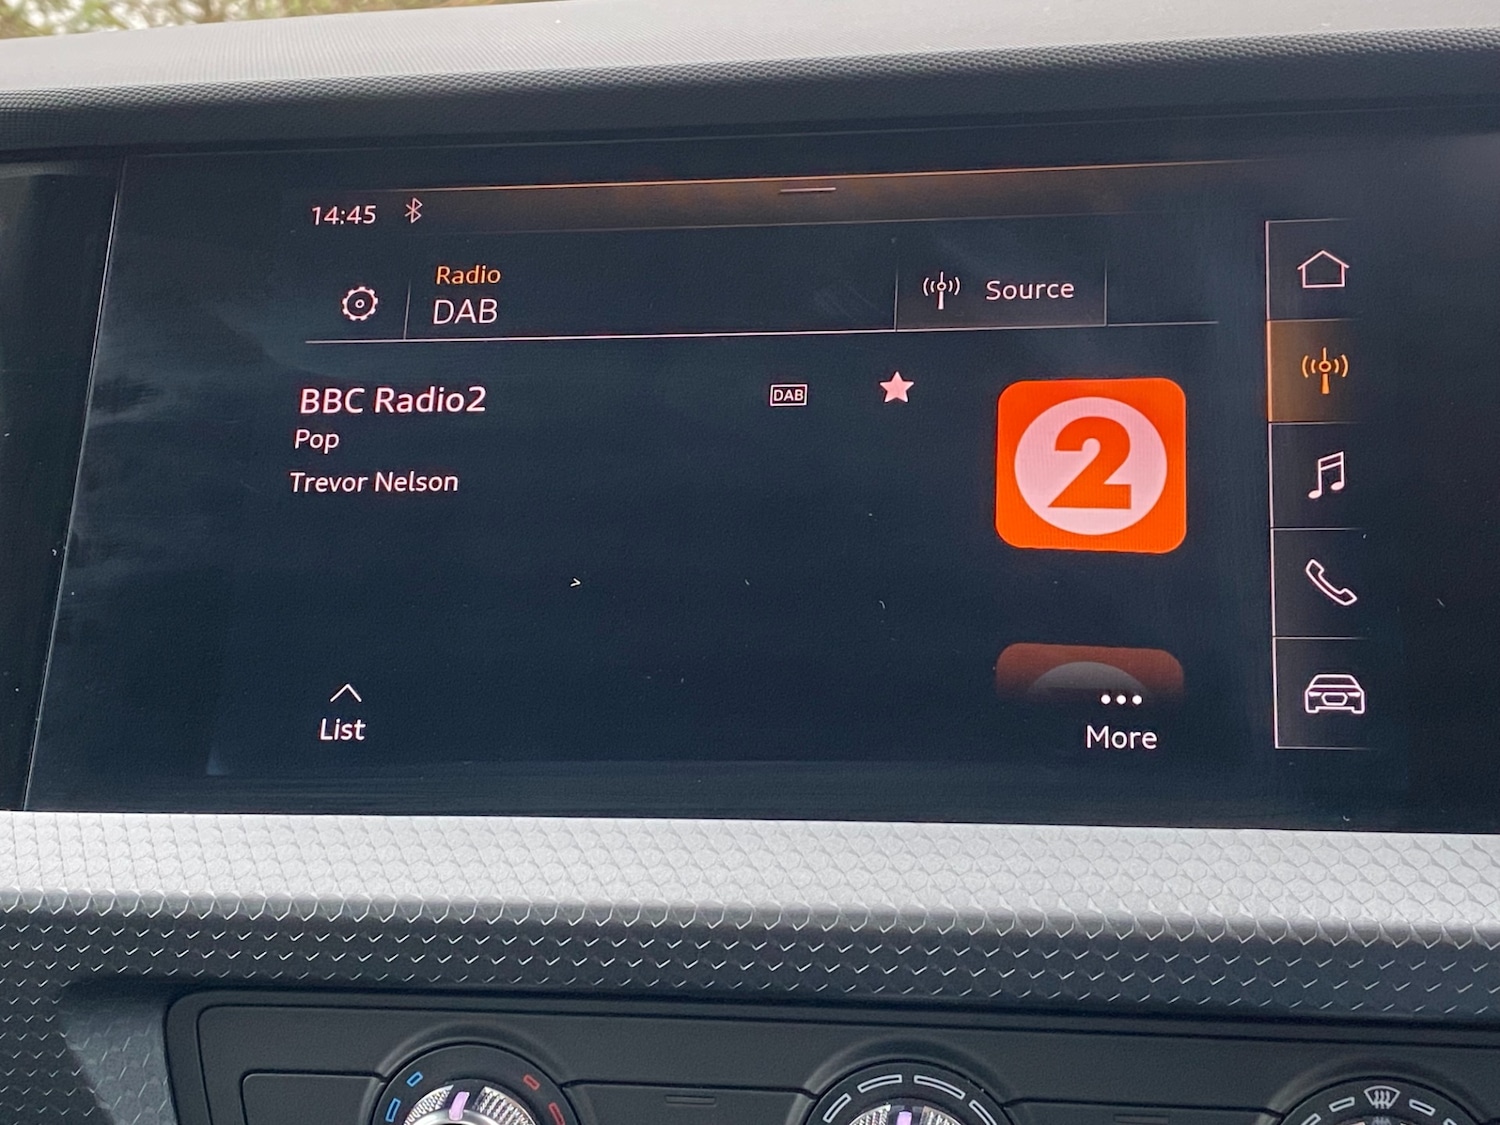 14:45
Radio
DAB
Source
BBC Radio2
DAB
Pop
Trevor Nelson
2
List
More